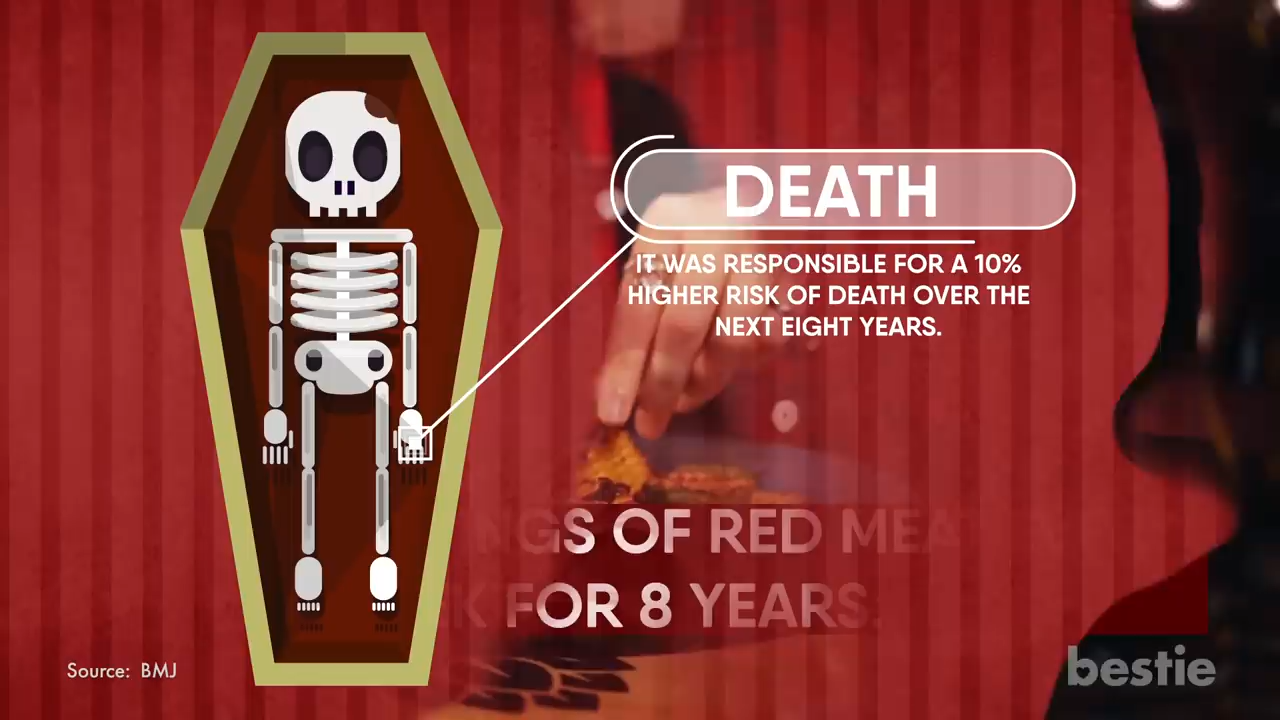 DEATH
IT WAS RESPONSIBLE FOR A 10%
HIGHER RISK OF DEATH OVER THE
NEXT EIGHT YEARS.
OF RED MEAT
FOR 8 YEARS.
Source: BMJ
bestie